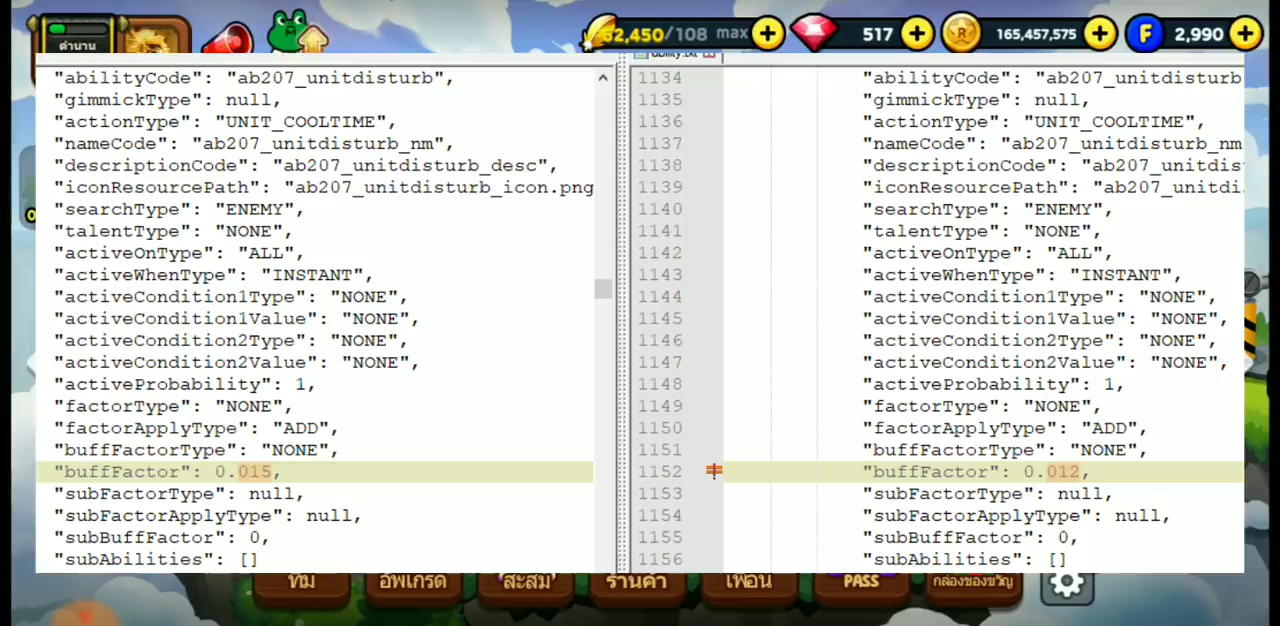 ตำนาน
62,450/108 max
517
165,457,575
F
2,990
R
"abilityCode": "ab207_unitdisturb",
"gimmickType": null,
"actionType": "UNIT_COOLTIME",
"nameCode": "ab207_unitdisturb_nm",
"descriptionCode": "ab207_unitdisturb_desc",
"iconResourcePath": "ab207_unitdisturb_icon.png
"searchType": "ENEMY",
"talentType": "NONE",
"activeOnType": "ALL",
"activeWhenType": "INSTANT",
"activeCondition1Type": "NONE",
"activeCondition1Value": "NONE",
"activeCondition2Type": "NONE",
"activeCondition2Value": "NONE",
"activeProbability": 1,
"factorType": "NONE",
"factorApplyType": "ADD",
"buffFactorType": "NONE",
"buffFactor": 0.015,
"subFactorType": null,
"subFactorApplyType": null,
"subBuffFactor": 0,
"subAbilities": []
1134 "abilityCode": "ab207_unitdisturb
1135 "gimmickType": null,
1136 "actionType": "UNIT_COOLTIME",
1137 "nameCode": "ab207_unitdisturb_nm
1138 "descriptionCode": "ab207_unitdis
1139 "iconResourcePath": "ab207_unitdi
1140 "searchType": "ENEMY",
1141 "talentType": "NONE",
1142 "activeOnType": "ALL",
1143 "activeWhenType": "INSTANT",
1144 "activeCondition1Type": "NONE",
1145 "activeCondition1Value": "NONE",
1146 "activeCondition2Type": "NONE",
1147 "activeCondition2Value": "NONE",
1148 "activeProbability": 1,
1149 "factorType": "NONE",
1150 "factorApplyType": "ADD",
1151 "buffFactorType": "NONE",
1152 "buffFactor": 0.012,
1153 "subFactorType": null,
1154 "subFactorApplyType": null,
1155 "subBuffFactor": 0,
1156 "subAbilities": []
ทีม
อัพเกรด
สะสม
ร้านค้า
เพื่อน
PASS
กล่องของขวัญ